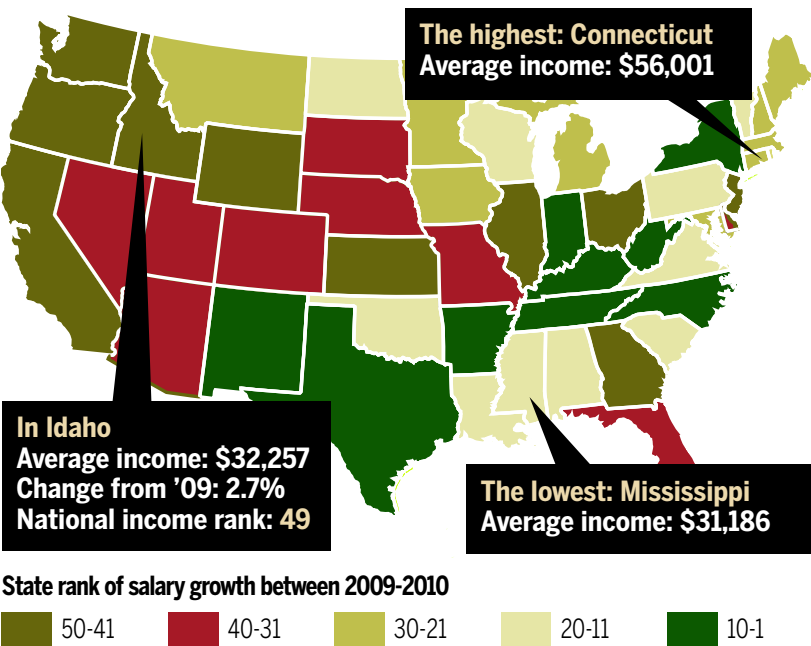 The highest: Connecticut
Average income: $56,001
In Idaho
Average income: $32,257
Change from ’09: 2.7%
National income rank: 49
The lowest: Mississippi
Average income: $31,186
State rank of salary growth between 2009-2010
50-41
40-31
30-21
20-11
10-1